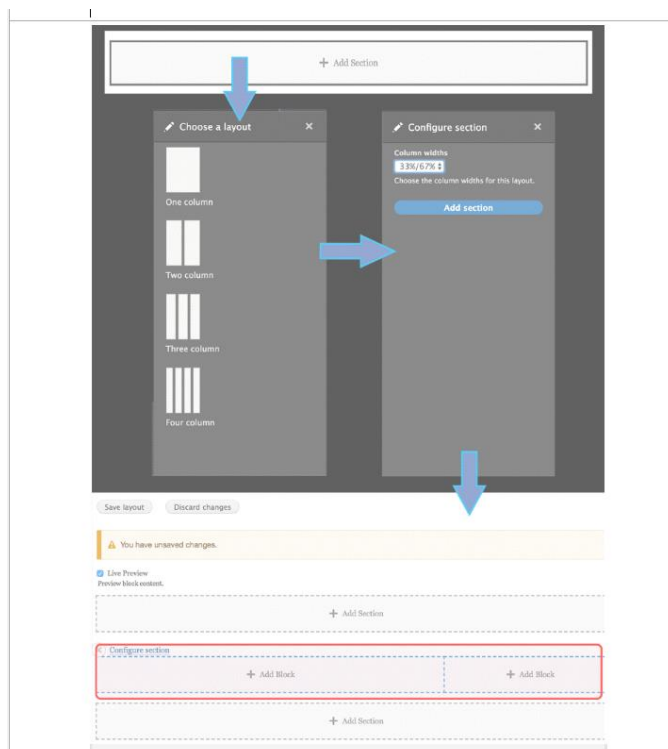 + Add Section
Choose a layout ×
One column
Two column
Three column
Four column
Configure section ×
Column widths
33%/67%
Choose the column widths for this layout.
Add section
Save layout Discard changes
You have unsaved changes.
Live Preview
Preview block content.
+ Add Section
Configure section
+ Add Block + Add Block
+ Add Section